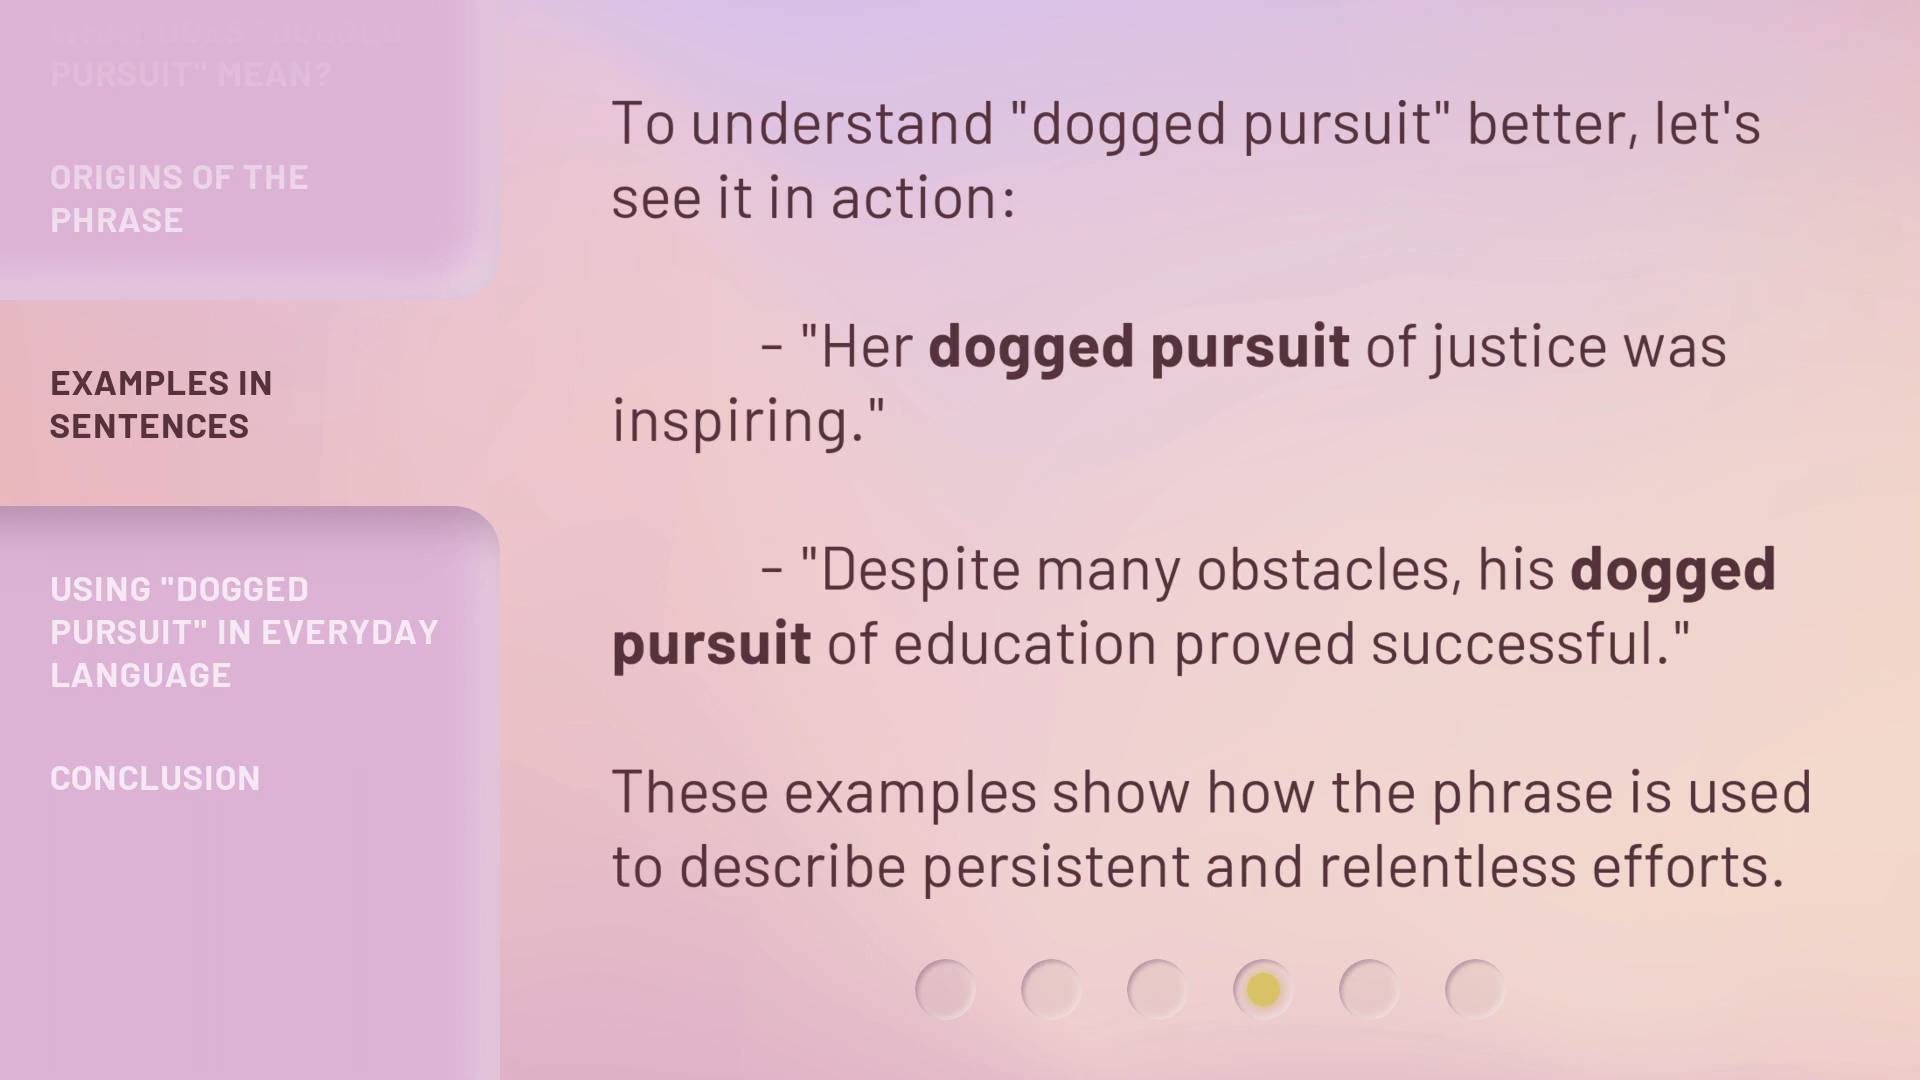 WHAT DOES "DOGGED
PURSUIT" MEAN?
ORIGINS OF THE
PHRASE
EXAMPLES IN
SENTENCES
USING "DOGGED
PURSUIT" IN EVERYDAY
LANGUAGE
CONCLUSION
To understand "dogged pursuit" better, let's
see it in action:
- "Her dogged pursuit of justice was
inspiring."
- "Despite many obstacles, his dogged
pursuit of education proved successful."
These examples show how the phrase is used
to describe persistent and relentless efforts.